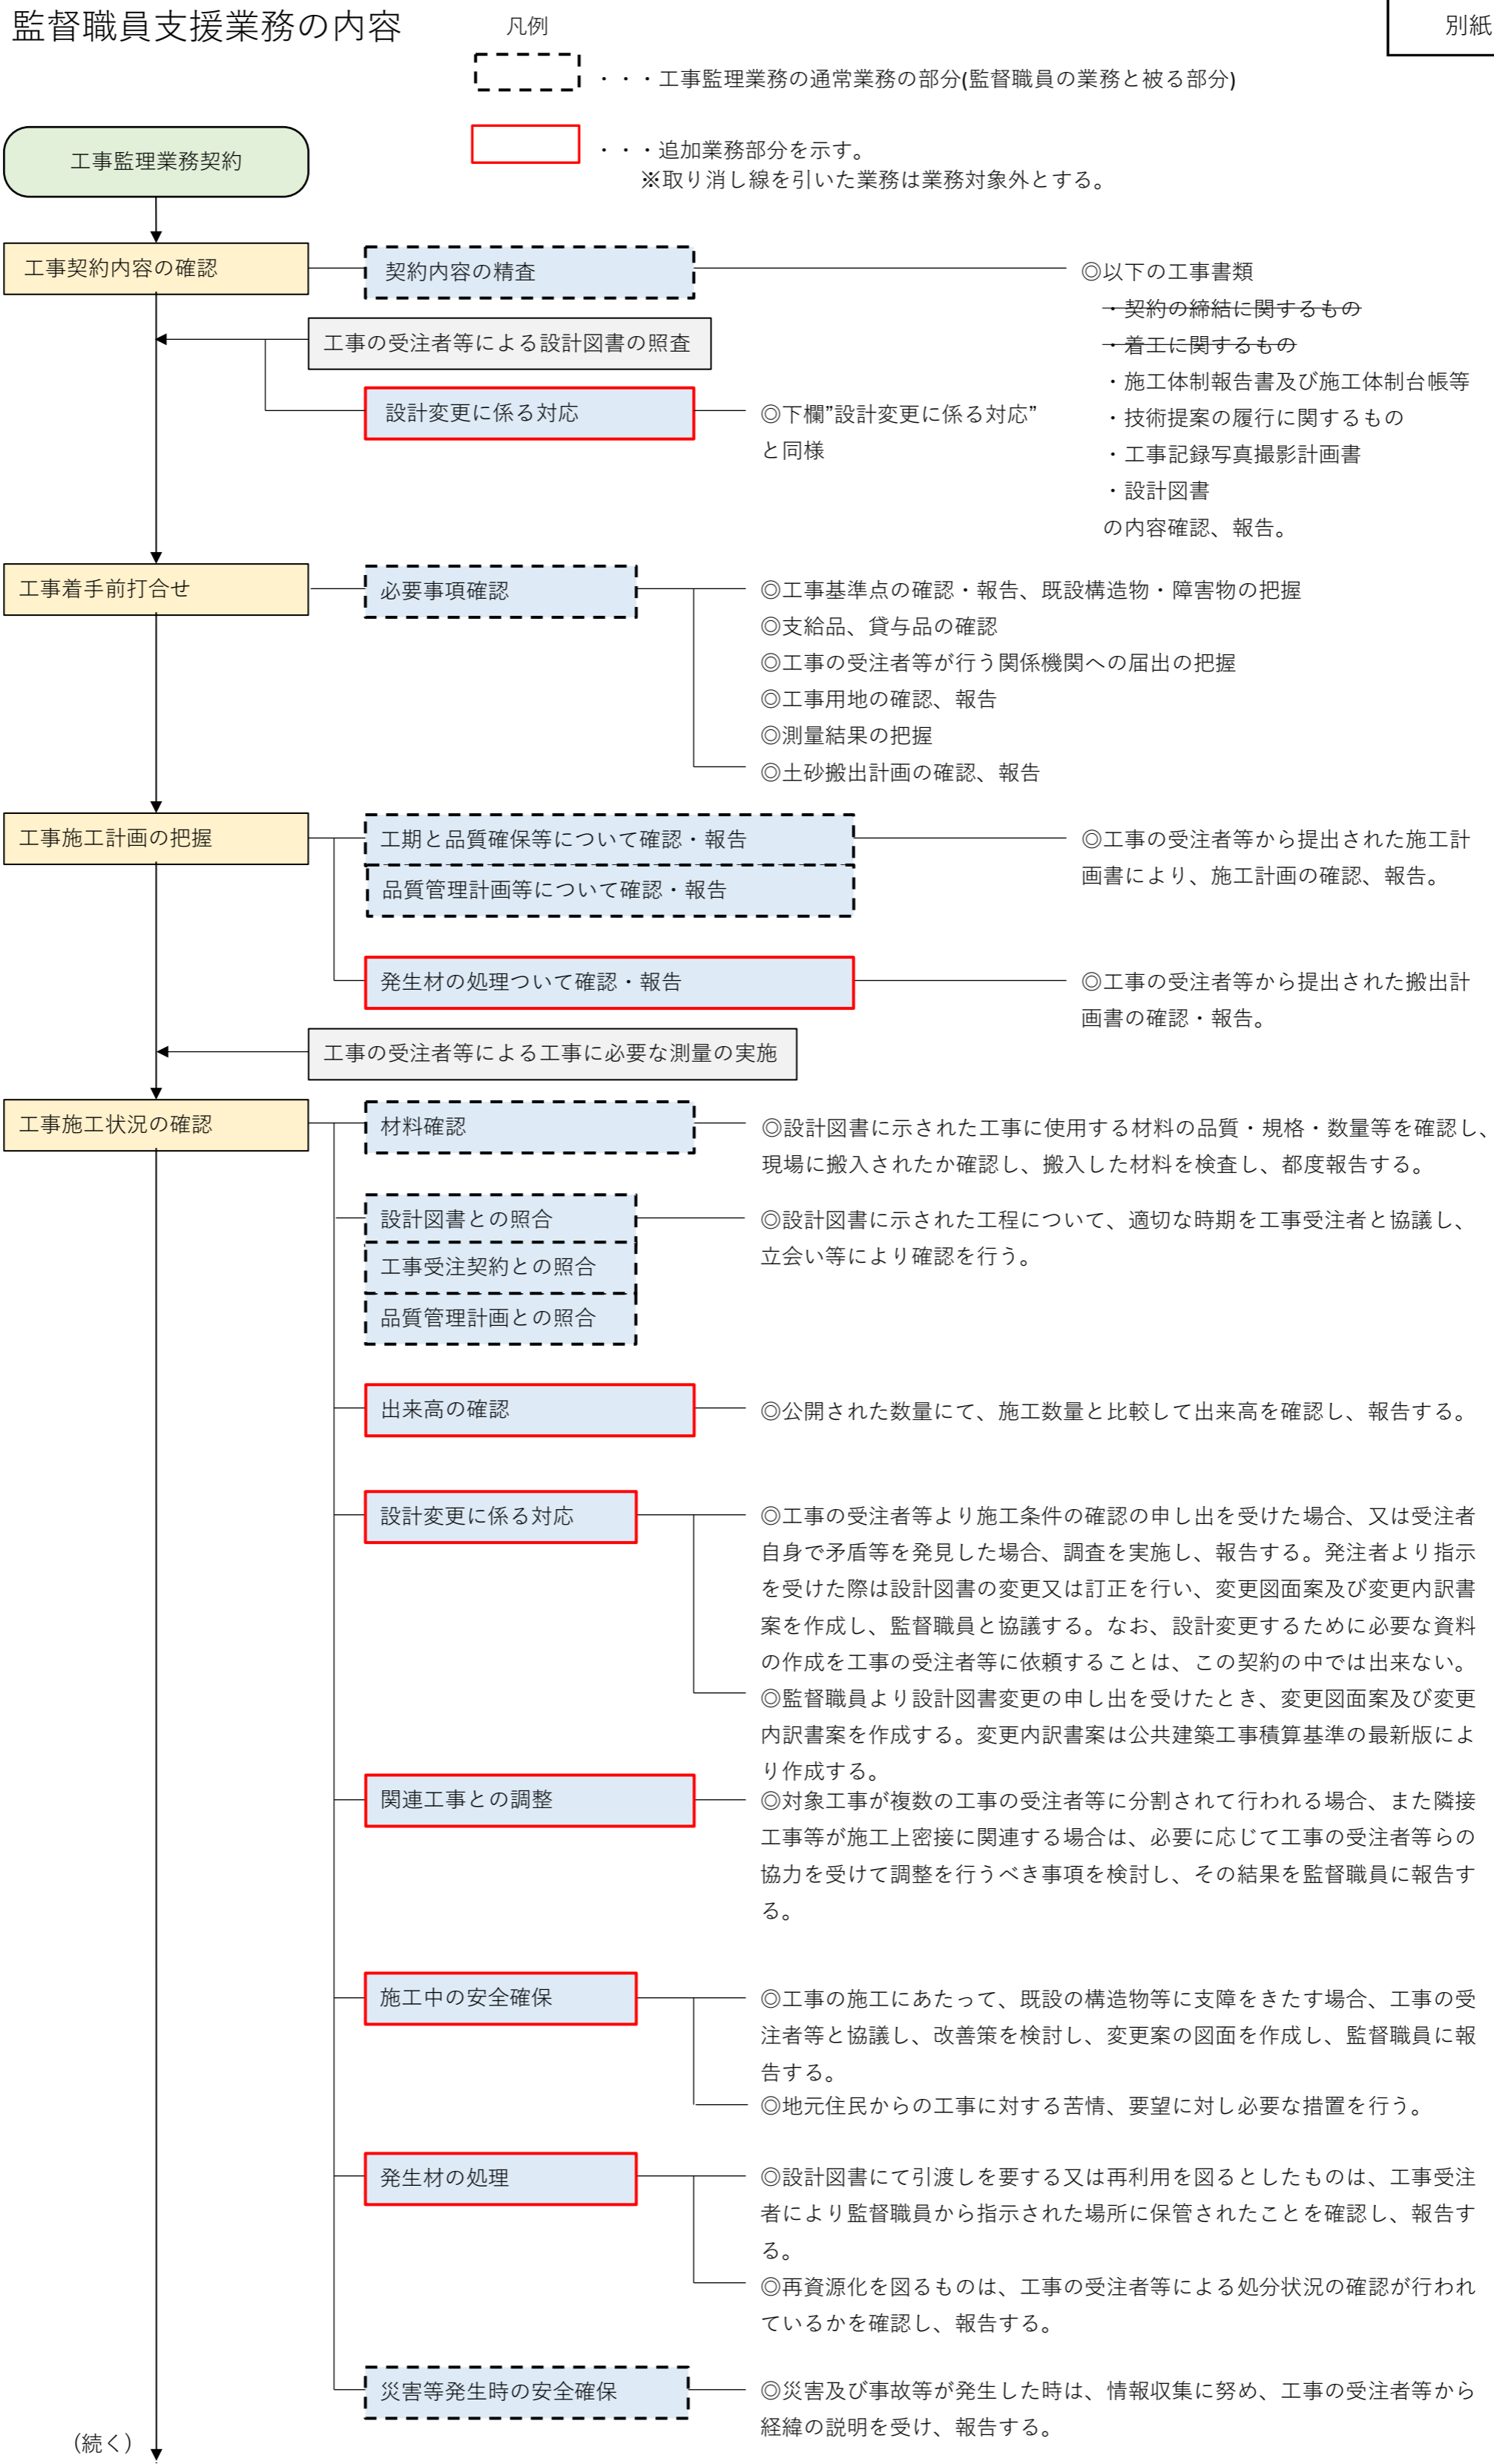 監督職員支援業務の内容
凡例
別紙
・・・工事監理業務の通常業務の部分(監督職員の業務と被る部分)
・・・追加業務部分を示す。
※取り消し線を引いた業務は業務対象外とする。
工事監理業務契約
工事契約内容の確認
契約内容の精査
◎以下の工事書類
・契約の締結に関するもの
・着工に関するもの
・施工体制報告書及び施工体制台帳等
・技術提案の履行に関するもの
・工事記録写真撮影計画書
・設計図書
の内容確認、報告。
工事の受注者等による設計図書の照査
設計変更に係る対応
◎下欄”設計変更に係る対応”
と同様
工事着手前打合せ
必要事項確認
◎工事基準点の確認・報告、既設構造物・障害物の把握
◎支給品、貸与品の確認
◎工事の受注者等が行う関係機関への届出の把握
◎工事用地の確認、報告
◎測量結果の把握
◎土砂搬出計画の確認、報告
工事施工計画の把握
工期と品質確保等について確認・報告
品質管理計画等について確認・報告
◎工事の受注者等から提出された施工計
画書により、施工計画の確認、報告。
発生材の処理ついて確認・報告
◎工事の受注者等から提出された搬出計
画書の確認・報告。
工事の受注者等による工事に必要な測量の実施
工事施工状況の確認
材料確認
◎設計図書に示された工事に使用する材料の品質・規格・数量等を確認し、
現場に搬入されたか確認し、搬入した材料を検査し、都度報告する。
設計図書との照合
工事受注契約との照合
品質管理計画との照合
◎設計図書に示された工程について、適切な時期を工事受注者と協議し、
立会い等により確認を行う。
出来高の確認
◎公開された数量にて、施工数量と比較して出来高を確認し、報告する。
設計変更に係る対応
◎工事の受注者等より施工条件の確認の申し出を受けた場合、又は受注者
自身で矛盾等を発見した場合、調査を実施し、報告する。発注者より指示
を受けた際は設計図書の変更又は訂正を行い、変更図面案及び変更内訳書
案を作成し、監督職員と協議する。なお、設計変更するために必要な資料
の作成を工事の受注者等に依頼することは、この契約の中では出来ない。
◎監督職員より設計図書変更の申し出を受けたとき、変更図面案及び変更
内訳書案を作成する。変更内訳書案は公共建築工事積算基準の最新版によ
り作成する。
関連工事との調整
◎対象工事が複数の工事の受注者等に分割されて行われる場合、また隣接
工事等が施工上密接に関連する場合は、必要に応じて工事の受注者等らの
協力を受けて調整を行うべき事項を検討し、その結果を監督職員に報告す
る。
施工中の安全確保
◎工事の施工にあたって、既設の構造物等に支障をきたす場合、工事の受
注者等と協議し、改善策を検討し、変更案の図面を作成し、監督職員に報
告する。
◎地元住民からの工事に対する苦情、要望に対し必要な措置を行う。
発生材の処理
◎設計図書にて引渡しを要する又は再利用を図るとしたものは、工事受注
者により監督職員から指示された場所に保管されたことを確認し、報告す
る。
◎再資源化を図るものは、工事の受注者等による処分状況の確認が行われ
ているかを確認し、報告する。
災害等発生時の安全確保
◎災害及び事故等が発生した時は、情報収集に努め、工事の受注者等から
経緯の説明を受け、報告する。
(続く)